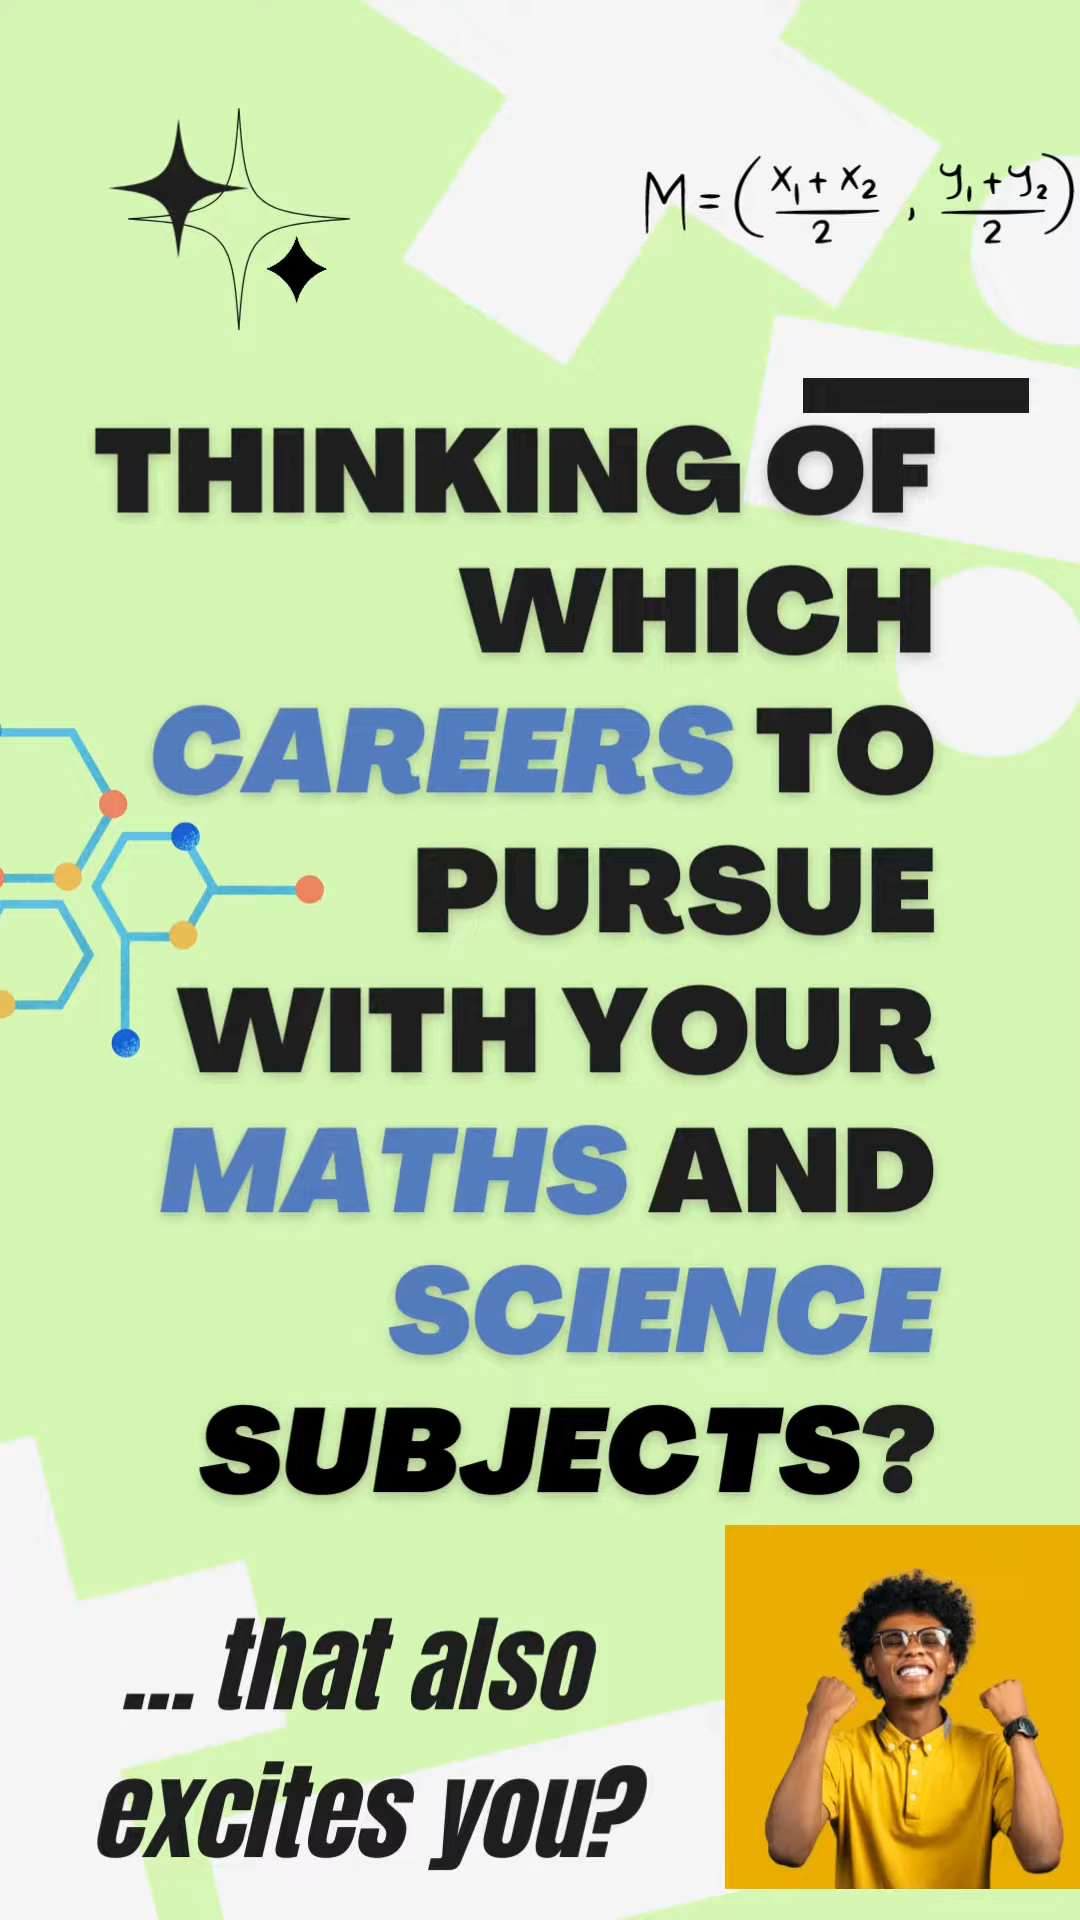 M = (x₁ + x₂ / 2 , y₁ + y₂ / 2)
THINKING OF
WHICH
CAREERS TO
PURSUE
WITH YOUR
MATHS AND
SCIENCE
SUBJECTS?
... that also
excites you?